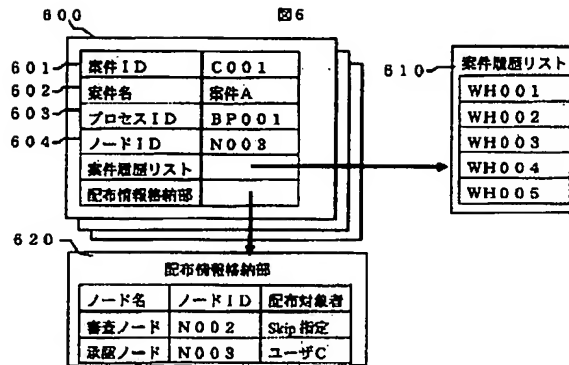 600 図6
601 案件ID C001
602 案件名 案件A
603 プロセスID BP001
604 ノードID N003
案件履歴リスト
配布情報格納部
610 案件履歴リスト
WH001
WH002
WH003
WH004
WH005
620
配布情報格納部
ノード名 ノードID 配布対象者
審査ノード N002 Skip 指定
承認ノード N003 ユーザC